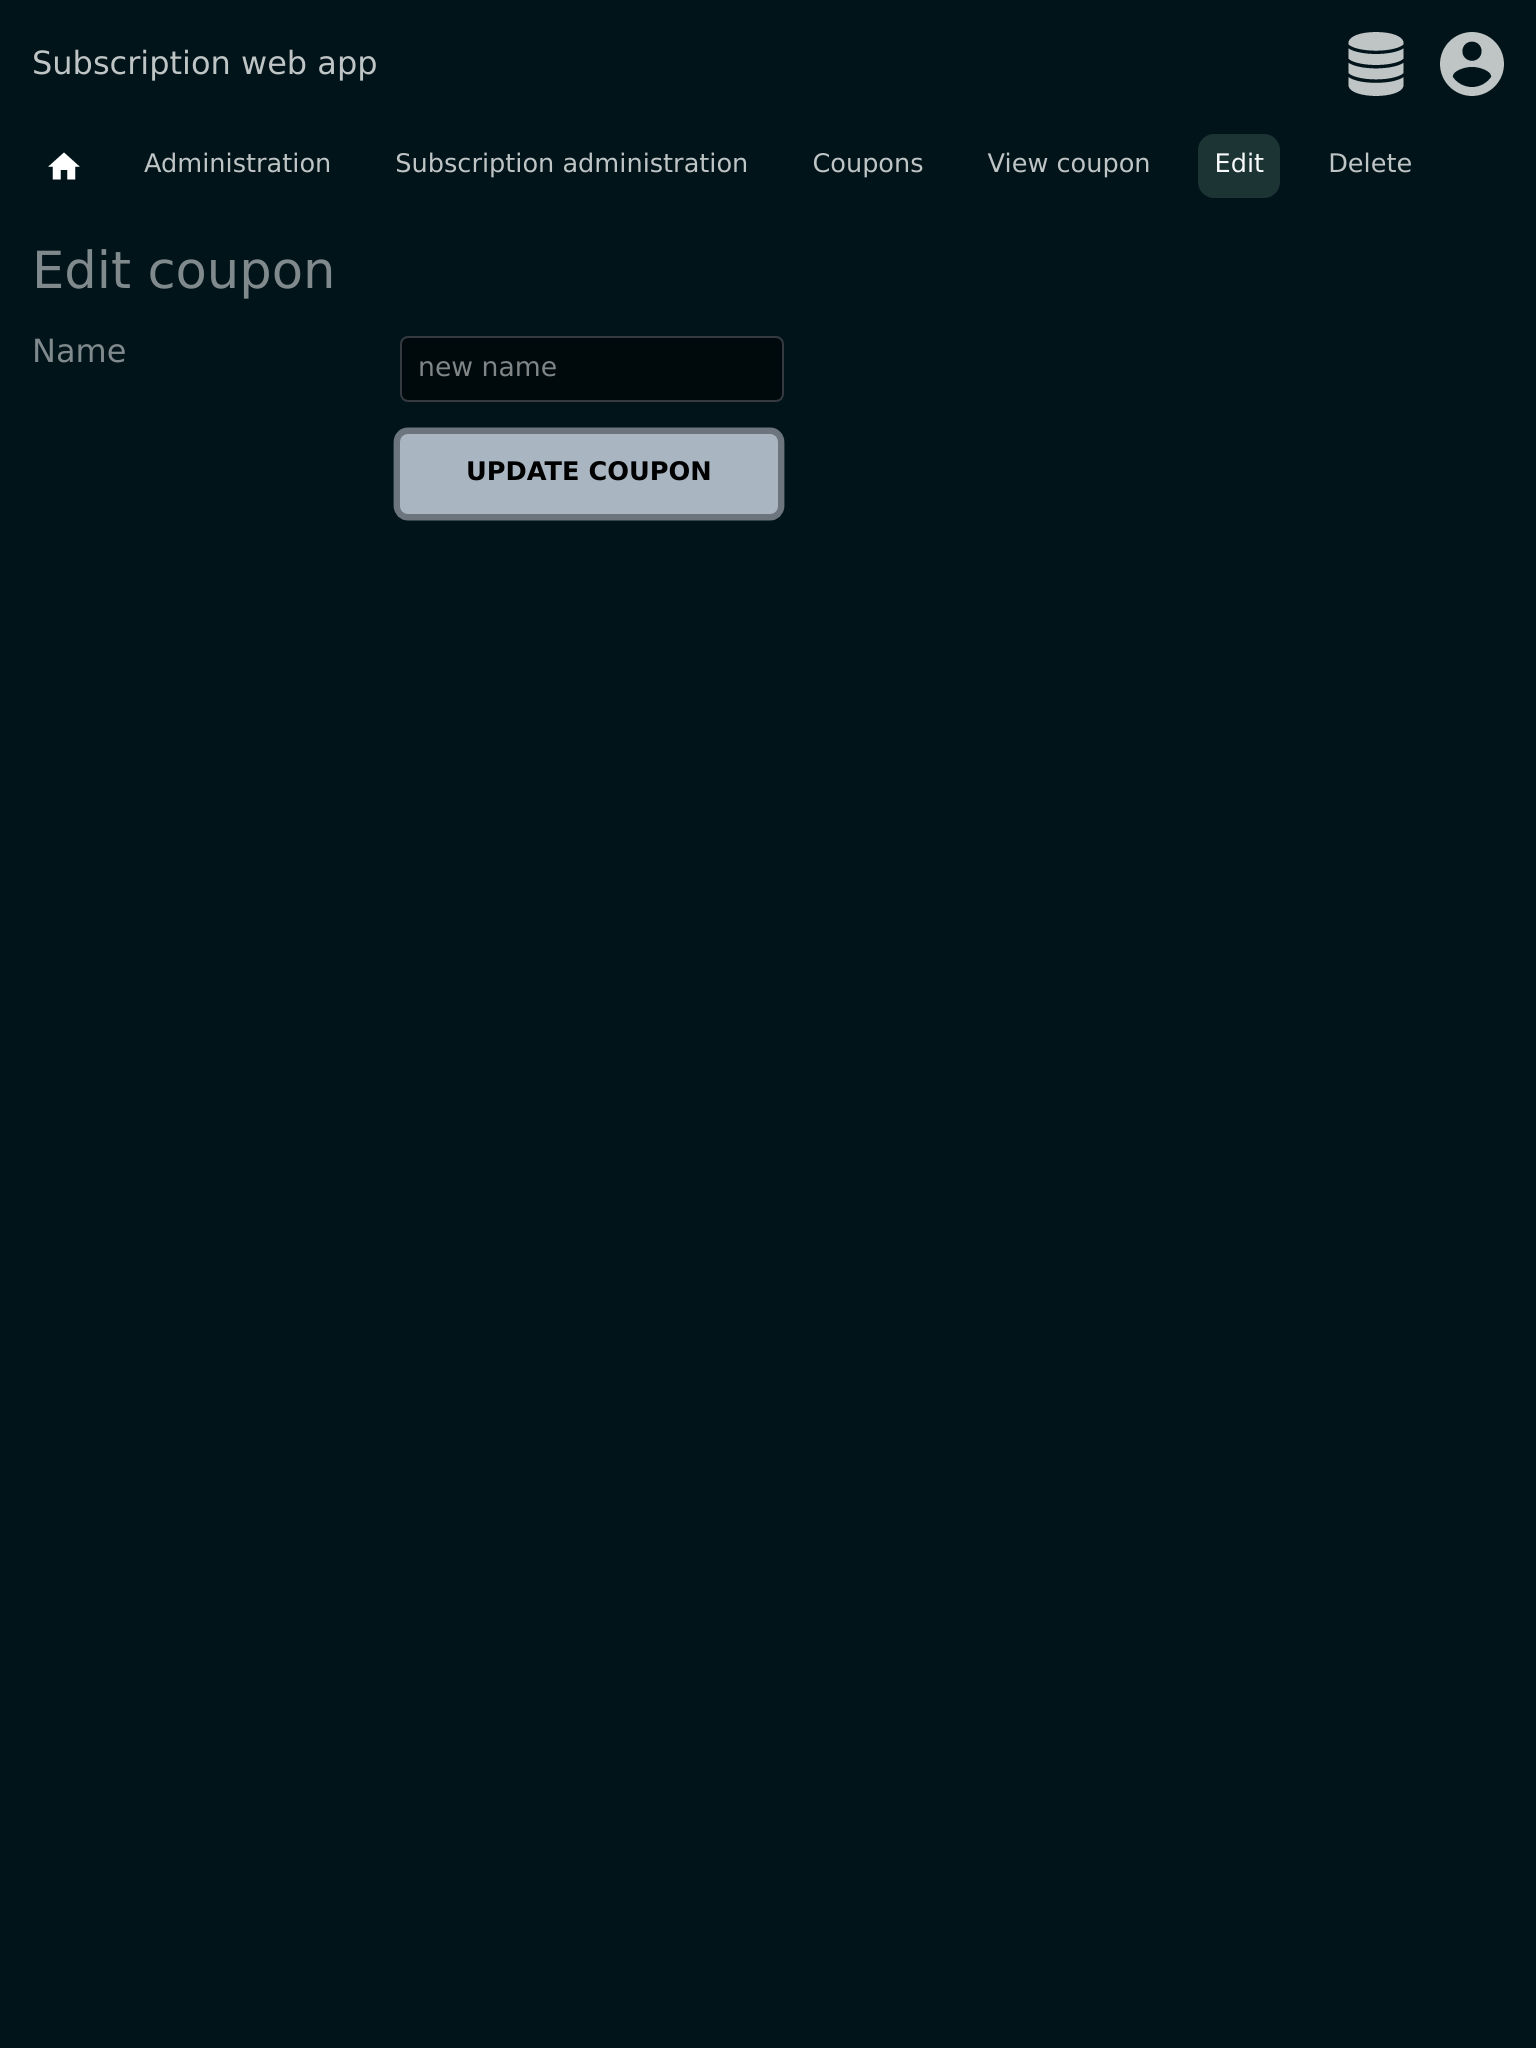 Subscription web app
Administration Subscription administration Coupons View coupon Edit Delete
Edit coupon
Name
new name
UPDATE COUPON